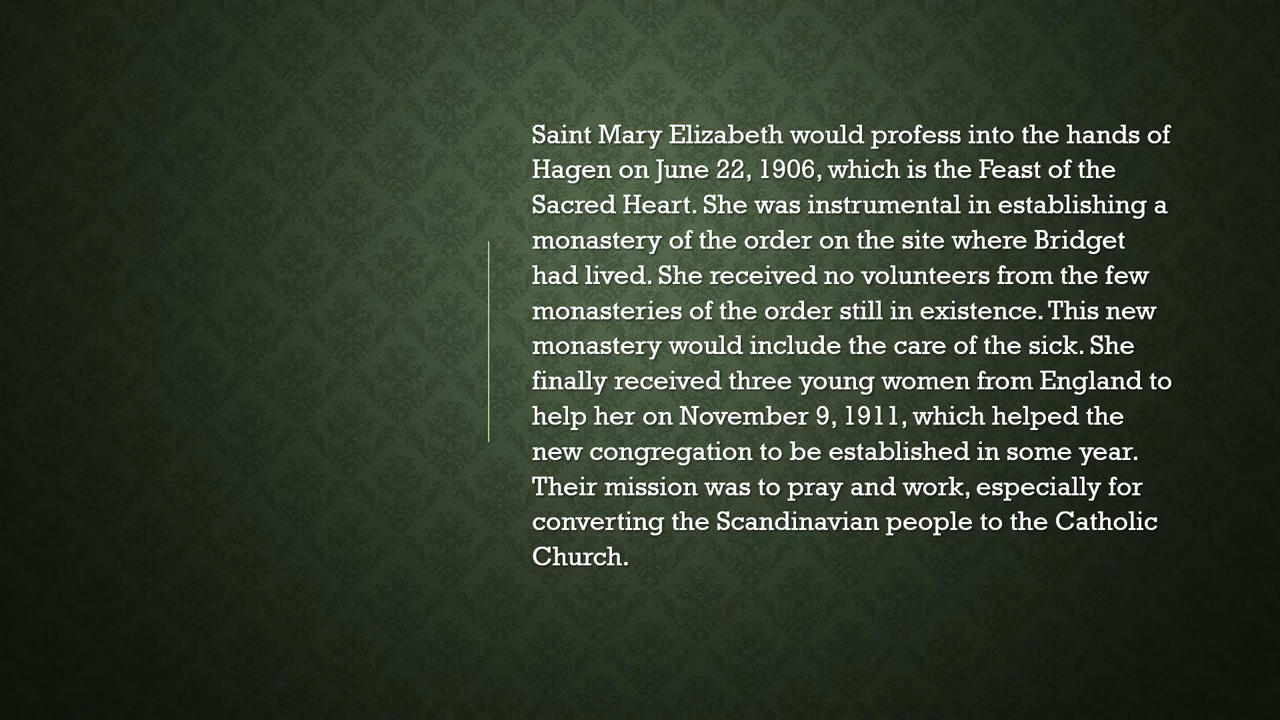 Saint Mary Elizabeth would profess into the hands of
Hagen on June 22, 1906, which is the Feast of the
Sacred Heart. She was instrumental in establishing a
monastery of the order on the site where Bridget
had lived. She received no volunteers from the few
monasteries of the order still in existence. This new
monastery would include the care of the sick. She
finally received three young women from England to
help her on November 9, 1911, which helped the
new congregation to be established in some year.
Their mission was to pray and work, especially for
converting the Scandinavian people to the Catholic
Church.